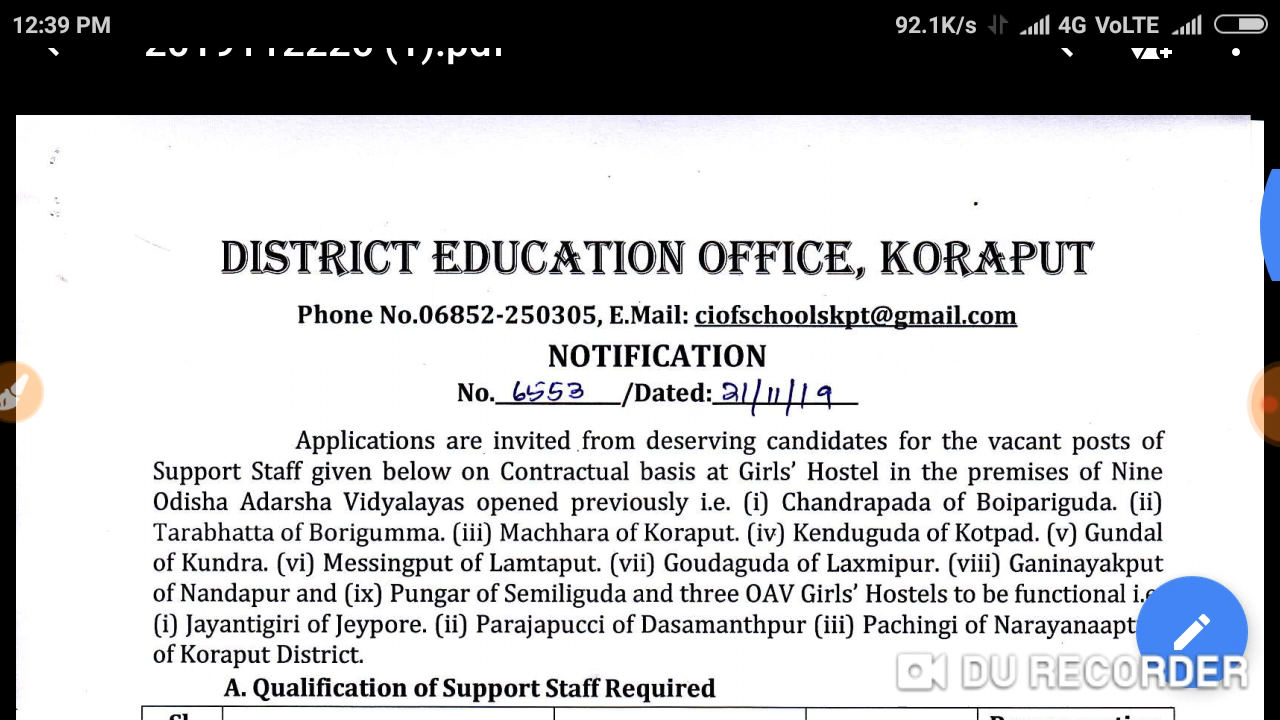 12:39 PM 92.1K/s 4G VoLTE
DISTRICT EDUCATION OFFICE, KORAPUT
Phone No.06852-250305, E.Mail: ciofschoolskpt@gmail.com
NOTIFICATION
No. 6553 /Dated: 21/11/19
Applications are invited from deserving candidates for the vacant posts of
Support Staff given below on Contractual basis at Girls' Hostel in the premises of Nine
Odisha Adarsha Vidyalayas opened previously i.e. (i) Chandrapada of Boipariguda. (ii)
Tarabhatta of Borigumma. (iii) Machhara of Koraput. (iv) Kenduguda of Kotpad. (v) Gundal
of Kundra. (vi) Messingput of Lamtaput. (vii) Goudaguda of Laxmipur. (viii) Ganinayakput
of Nandapur and (ix) Pungar of Semiliguda and three OAV Girls' Hostels to be functional
(i) Jayantigiri of Jeypore. (ii) Parajapucci of Dasamanthpur (iii) Pachingi of
of Koraput District.
A. Qualification of Support Staff Required
DU RECORDER